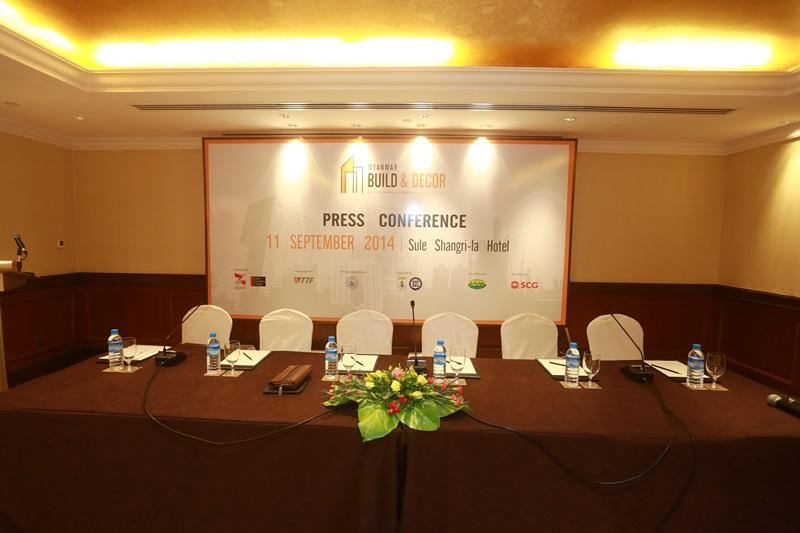 MYANMAR
BUILD & DECOR
PRESS CONFERENCE
11 SEPTEMBER 2014 | Sule Shangri-la Hotel
TTF
SCG